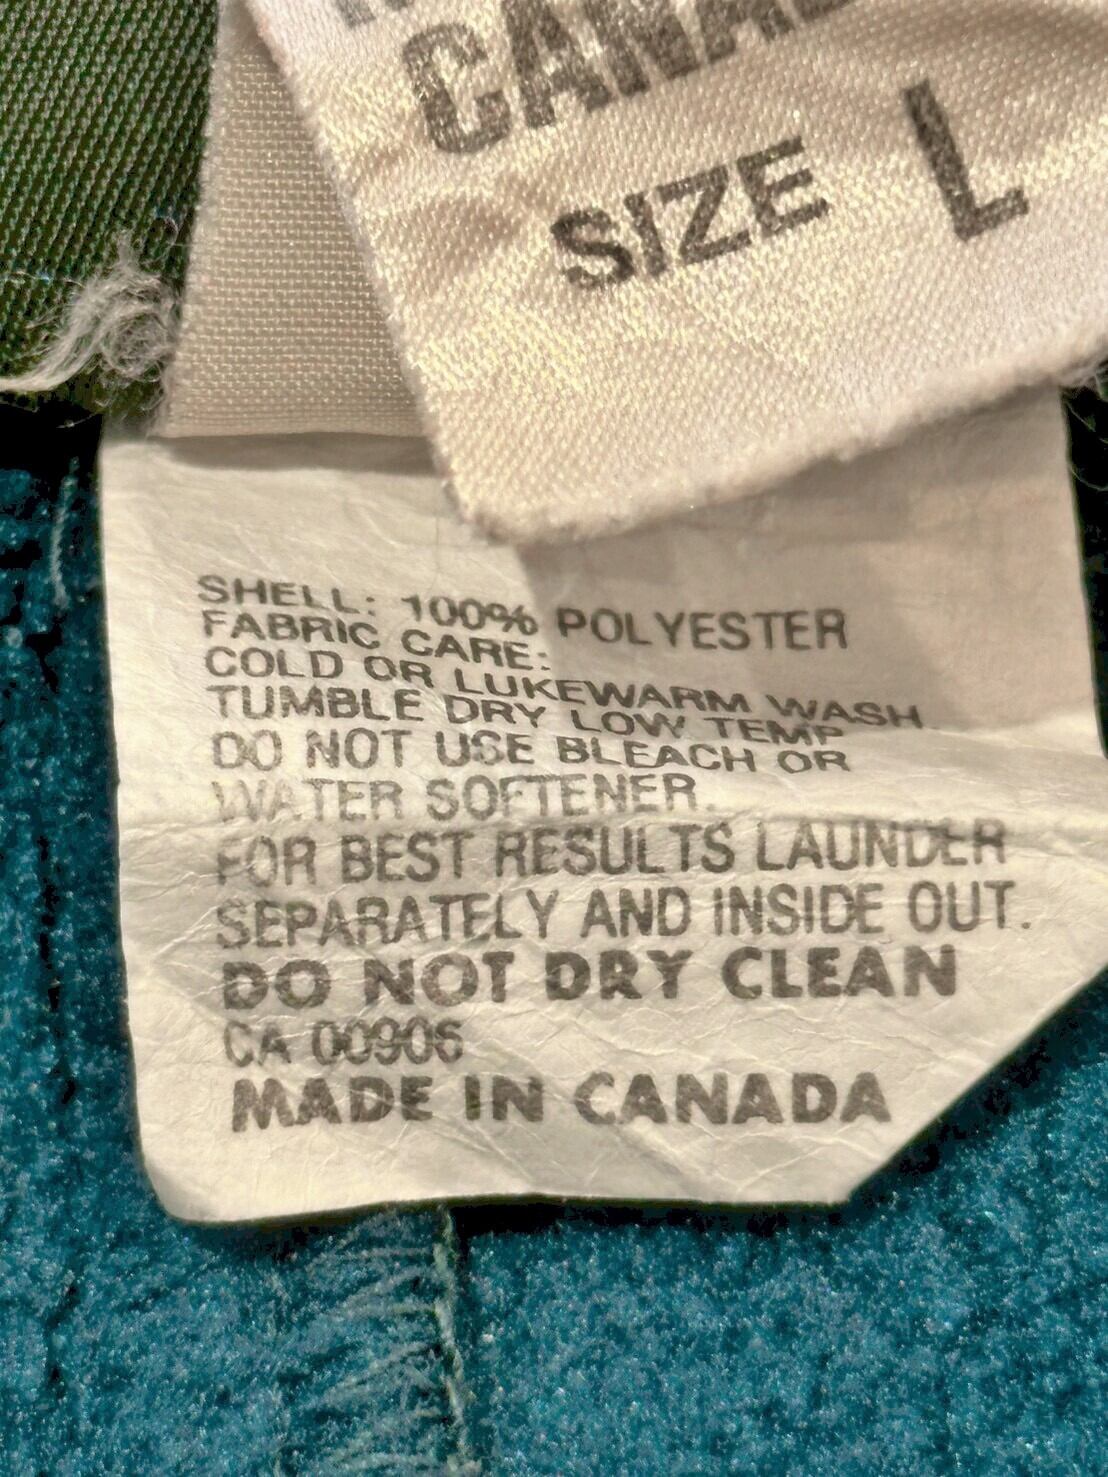 CANADA
SIZE L
SHELL: 100% POLYESTER
FABRIC CARE:
COLD OR LUKEWARM WASH
TUMBLE DRY LOW TEMP
DO NOT USE BLEACH OR
WATER SOFTENER.
FOR BEST RESULTS LAUNDER
SEPARATELY AND INSIDE OUT.
DO NOT DRY CLEAN
CA 00906
MADE IN CANADA